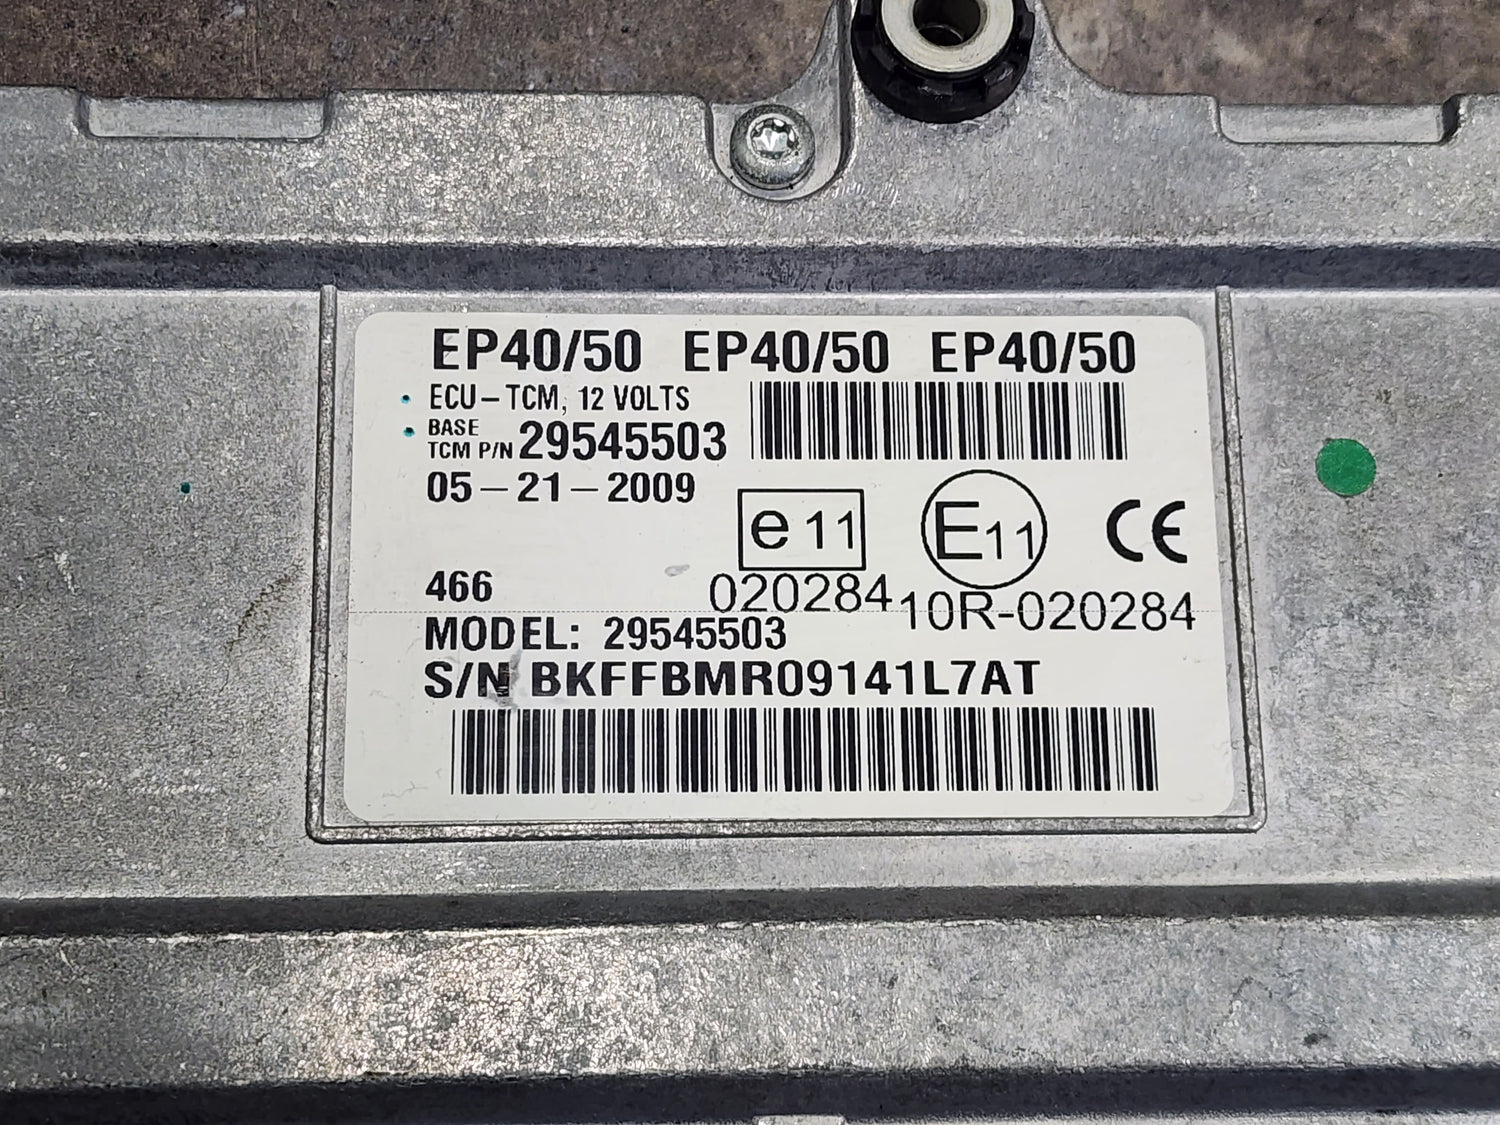 EP40/50 EP40/50 EP40/50
ECU-TCM, 12 VOLTS
BASE
TCM P/N 29545503
05-21-2009
e11
E11
CE
466
020284
10R-020284
MODEL: 29545503
S/N BKFFBMR09141L7AT